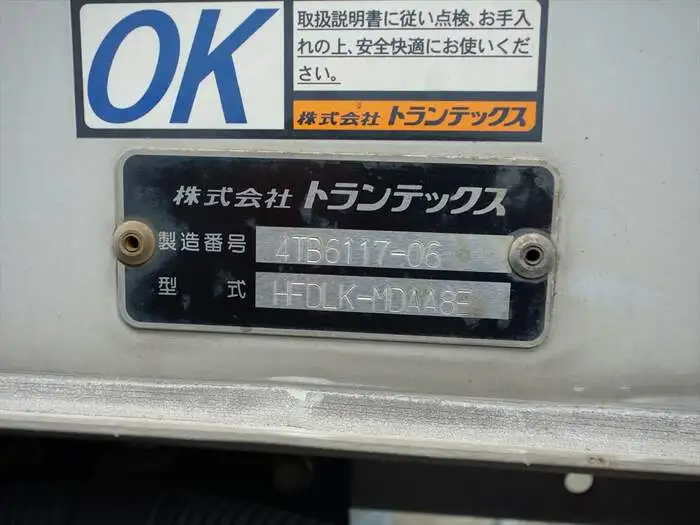 OK
取扱説明書に従い点検、お手入
れの上、安全快適にお使いくだ
さい。
株式会社 トランテックス
株式会社 トランテックス
製造番号 4TB6117-06
型式 HFDLK-MDAA8E